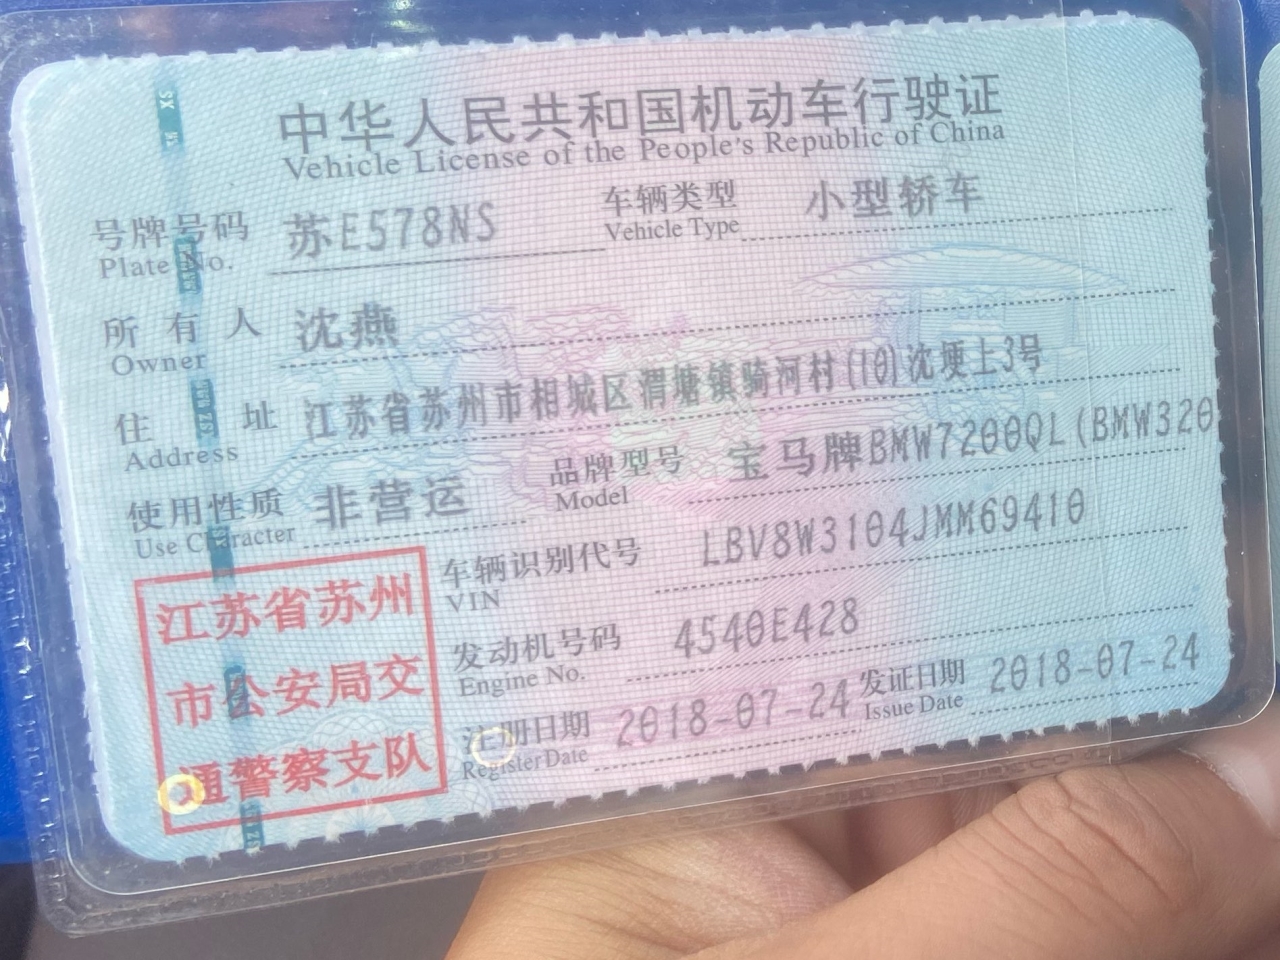 中华人民共和国机动车行驶证
Vehicle License of the People's Republic of China
号牌号码 苏E578NS 车辆类型 小型轿车
Plate No. Vehicle Type
所有人 沈燕
Owner
住址 江苏省苏州市相城区渭塘镇骑河村(10)沈埂上3号
Address
使用性质 非营运 品牌型号 宝马牌BMW7200QL(BMW320
Use Character Model
车辆识别代号 LBV8W3104JMM69410
VIN
发动机号码 4540E428
Engine No.
注册日期 2018-07-24 发证日期 2018-07-24
Register Date Issue Date
江苏省苏州
市公安局交
通警察支队